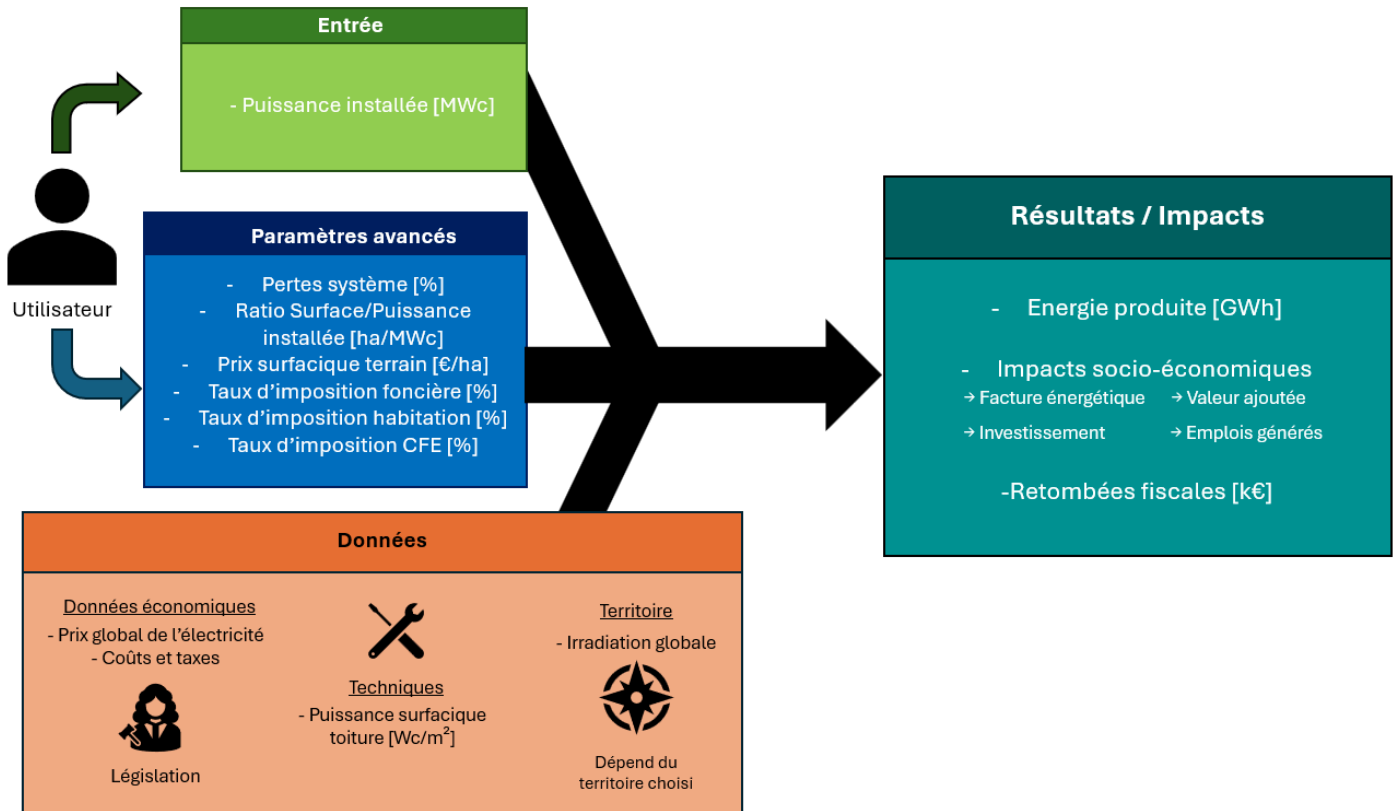 Entrée
- Puissance installée [MWc]
Utilisateur
Paramètres avancés
- Pertes système [%]
- Ratio Surface/Puissance
installée [ha/MWc]
- Prix surfacique terrain [€/ha]
- Taux d'imposition foncière [%]
- Taux d'imposition habitation [%]
- Taux d'imposition CFE [%]
Données
Données économiques
- Prix global de l'électricité
- Coûts et taxes
Législation
Techniques
- Puissance surfacique
toiture [Wc/m²]
Territoire
- Irradiation globale
Dépend du
territoire choisi
Résultats / Impacts
- Energie produite [GWh]
- Impacts socio-économiques
→ Facture énergétique → Valeur ajoutée
→ Investissement → Emplois générés
-Retombées fiscales [k€]